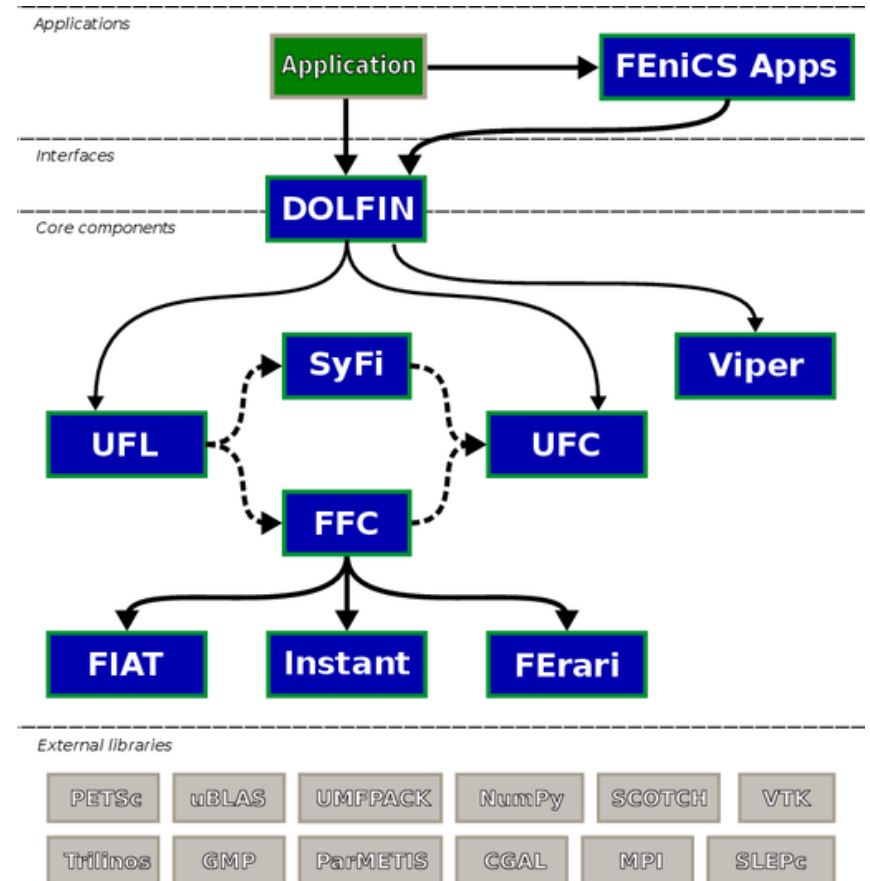 Applications
Application
FEniCS Apps
Interfaces
DOLFIN
Core components
SyFi
Viper
UFL
UFC
FFC
FIAT
Instant
FErari
External libraries
PETSc
uBLAS
UMFPACK
NumPy
SCOTCH
VTK
Trilinos
GMP
ParMETIS
CGAL
MPI
SLEPc